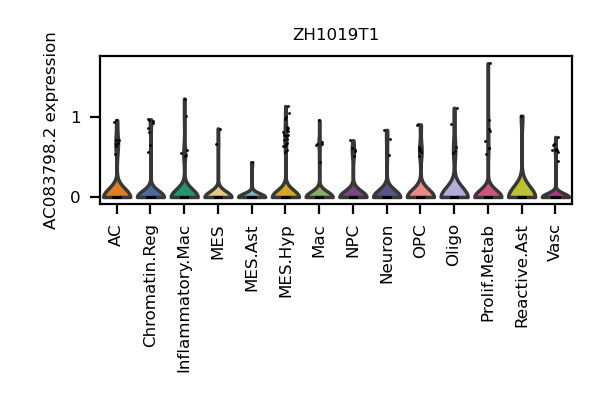 ZH1019T1
AC083798.2 expression
1
0
AC
Chromatin.Reg
Inflammatory.Mac
MES
MES.Ast
MES.Hyp
Mac
NPC
Neuron
OPC
Oligo
Prolif.Metab
Reactive.Ast
Vasc